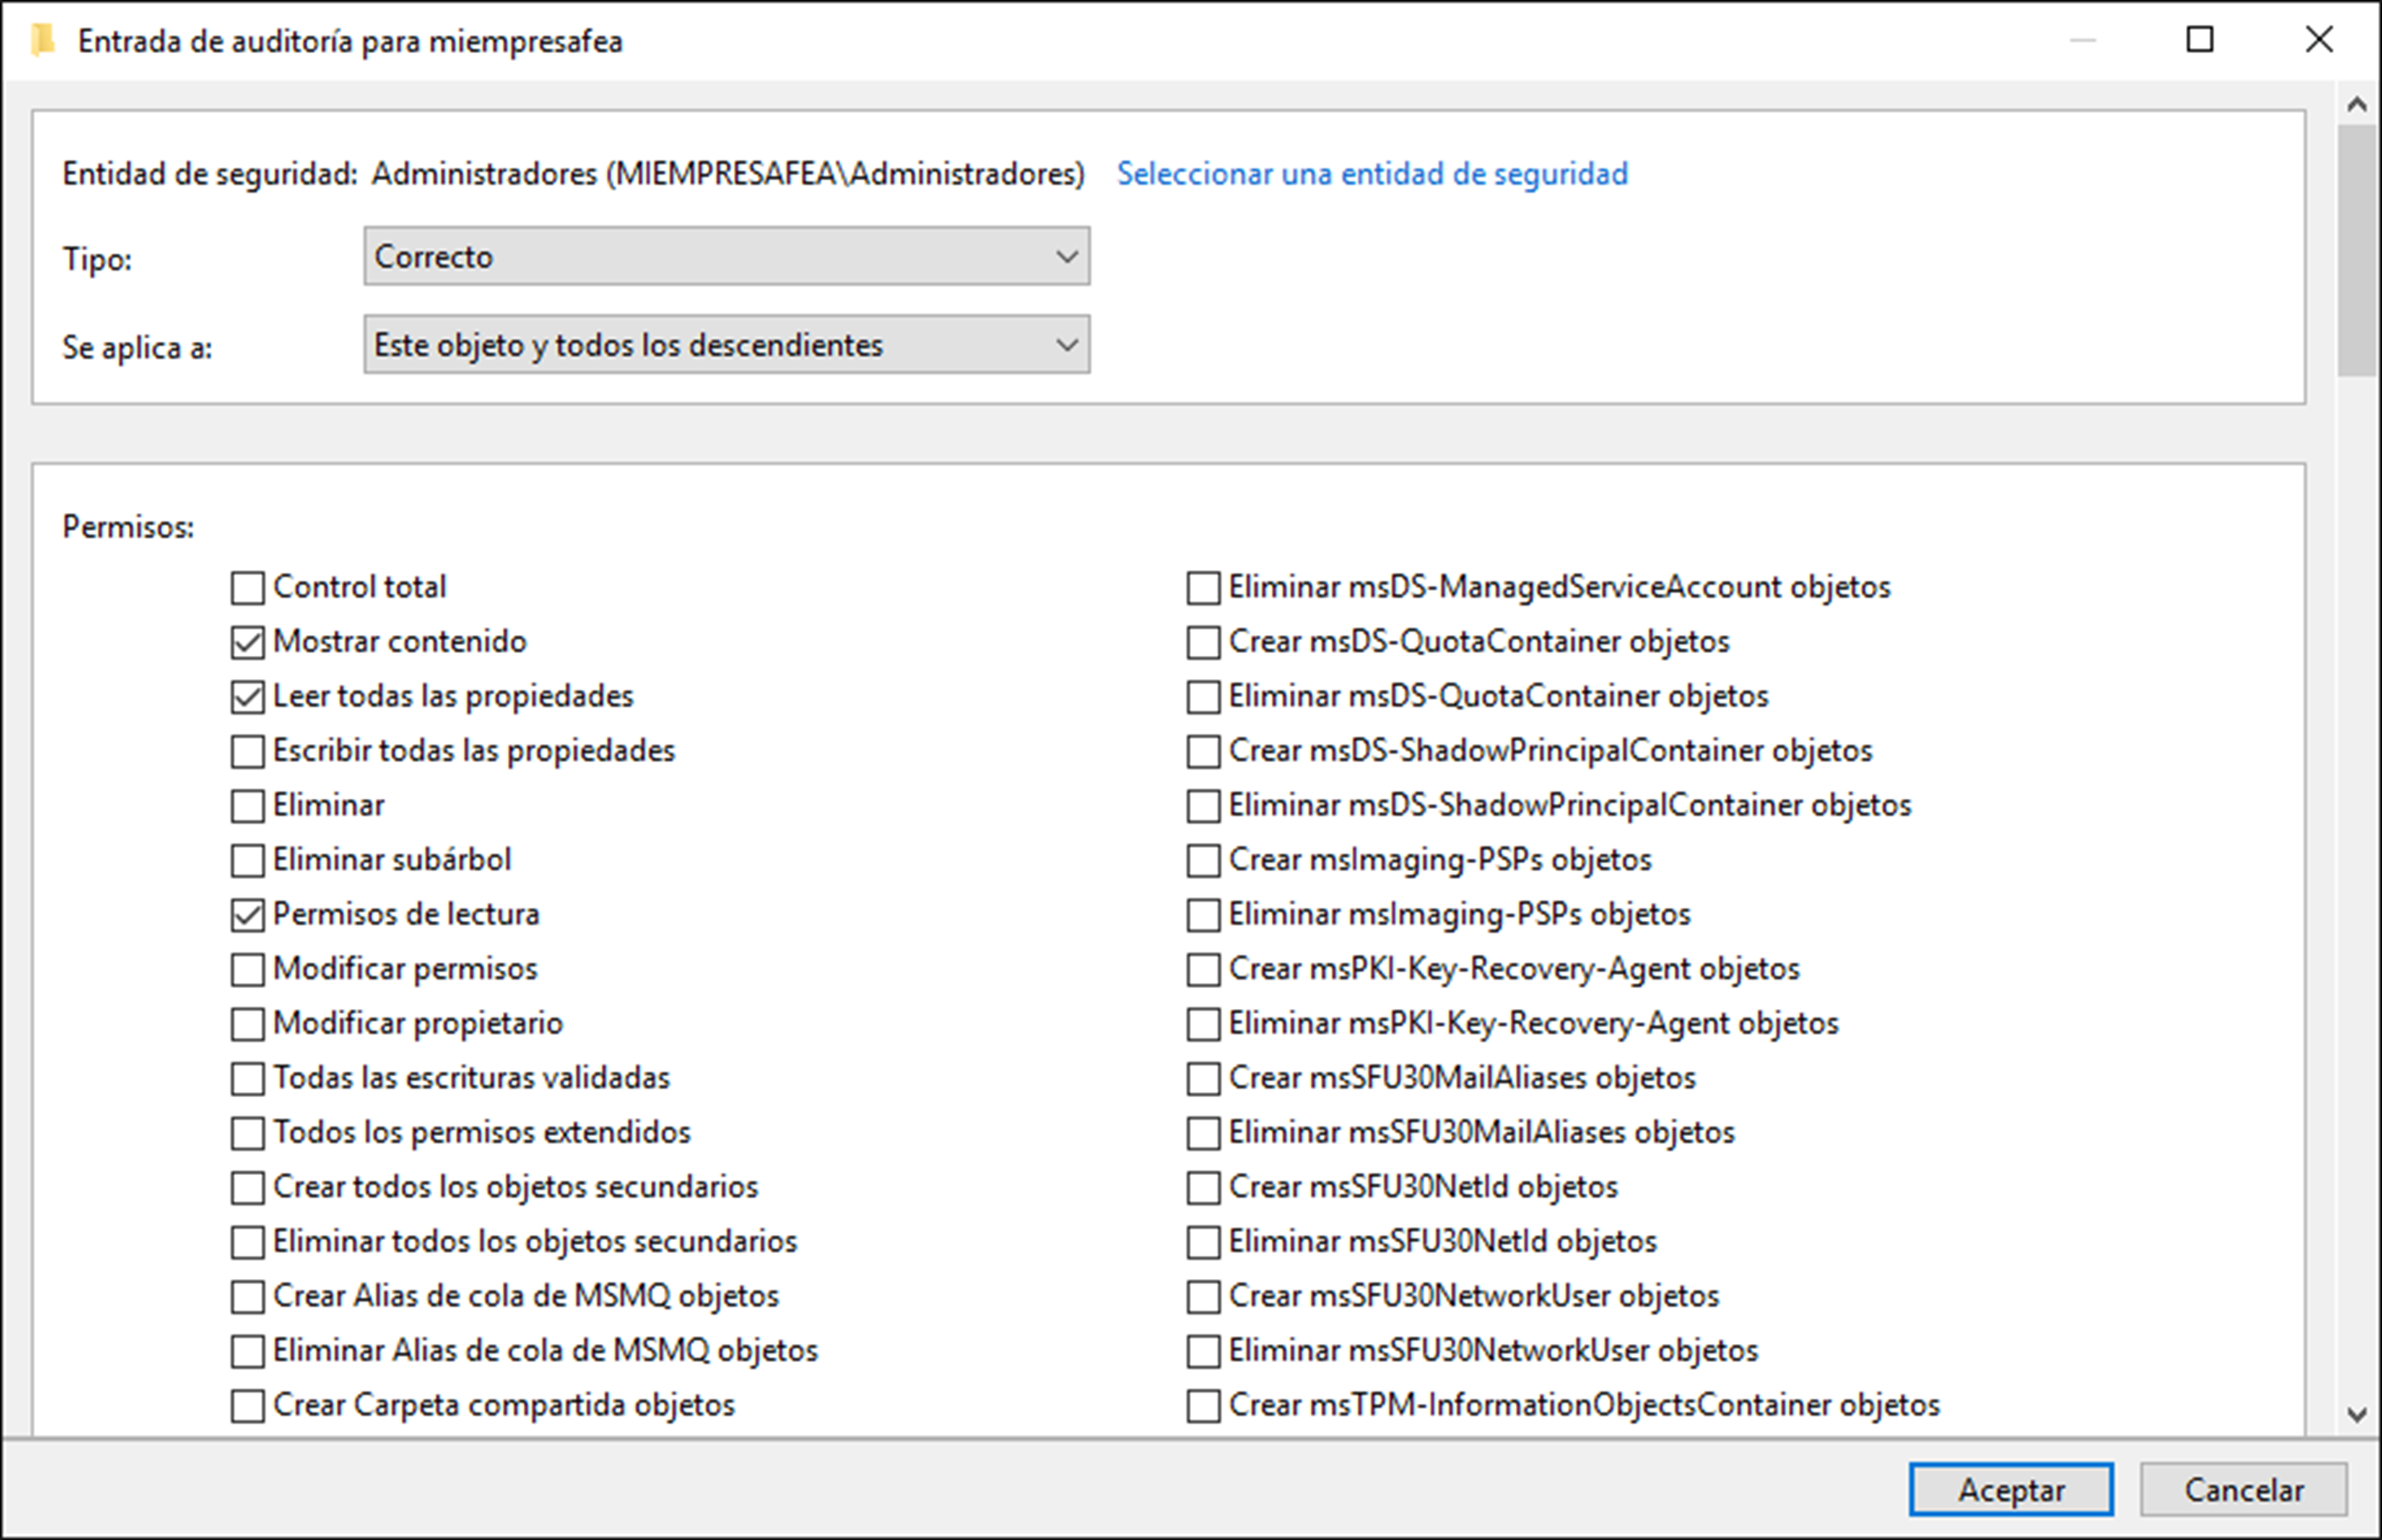 Entrada de auditoría para miempresafea
Entidad de seguridad: Administradores (MIEMPRESAFEA\Administradores) Seleccionar una entidad de seguridad
Tipo: Correcto
Se aplica a: Este objeto y todos los descendientes
Permisos:
Control total
Mostrar contenido
Leer todas las propiedades
Escribir todas las propiedades
Eliminar
Eliminar subárbol
Permisos de lectura
Modificar permisos
Modificar propietario
Todas las escrituras validadas
Todos los permisos extendidos
Crear todos los objetos secundarios
Eliminar todos los objetos secundarios
Crear Alias de cola de MSMQ objetos
Eliminar Alias de cola de MSMQ objetos
Crear Carpeta compartida objetos
Eliminar msDS-ManagedServiceAccount objetos
Crear msDS-QuotaContainer objetos
Eliminar msDS-QuotaContainer objetos
Crear msDS-ShadowPrincipalContainer objetos
Eliminar msDS-ShadowPrincipalContainer objetos
Crear msImaging-PSPs objetos
Eliminar msImaging-PSPs objetos
Crear msPKI-Key-Recovery-Agent objetos
Eliminar msPKI-Key-Recovery-Agent objetos
Crear msSFU30MailAliases objetos
Eliminar msSFU30MailAliases objetos
Crear msSFU30NetId objetos
Eliminar msSFU30NetId objetos
Crear msSFU30NetworkUser objetos
Eliminar msSFU30NetworkUser objetos
Crear msTPM-InformationObjectsContainer objetos
Aceptar
Cancelar